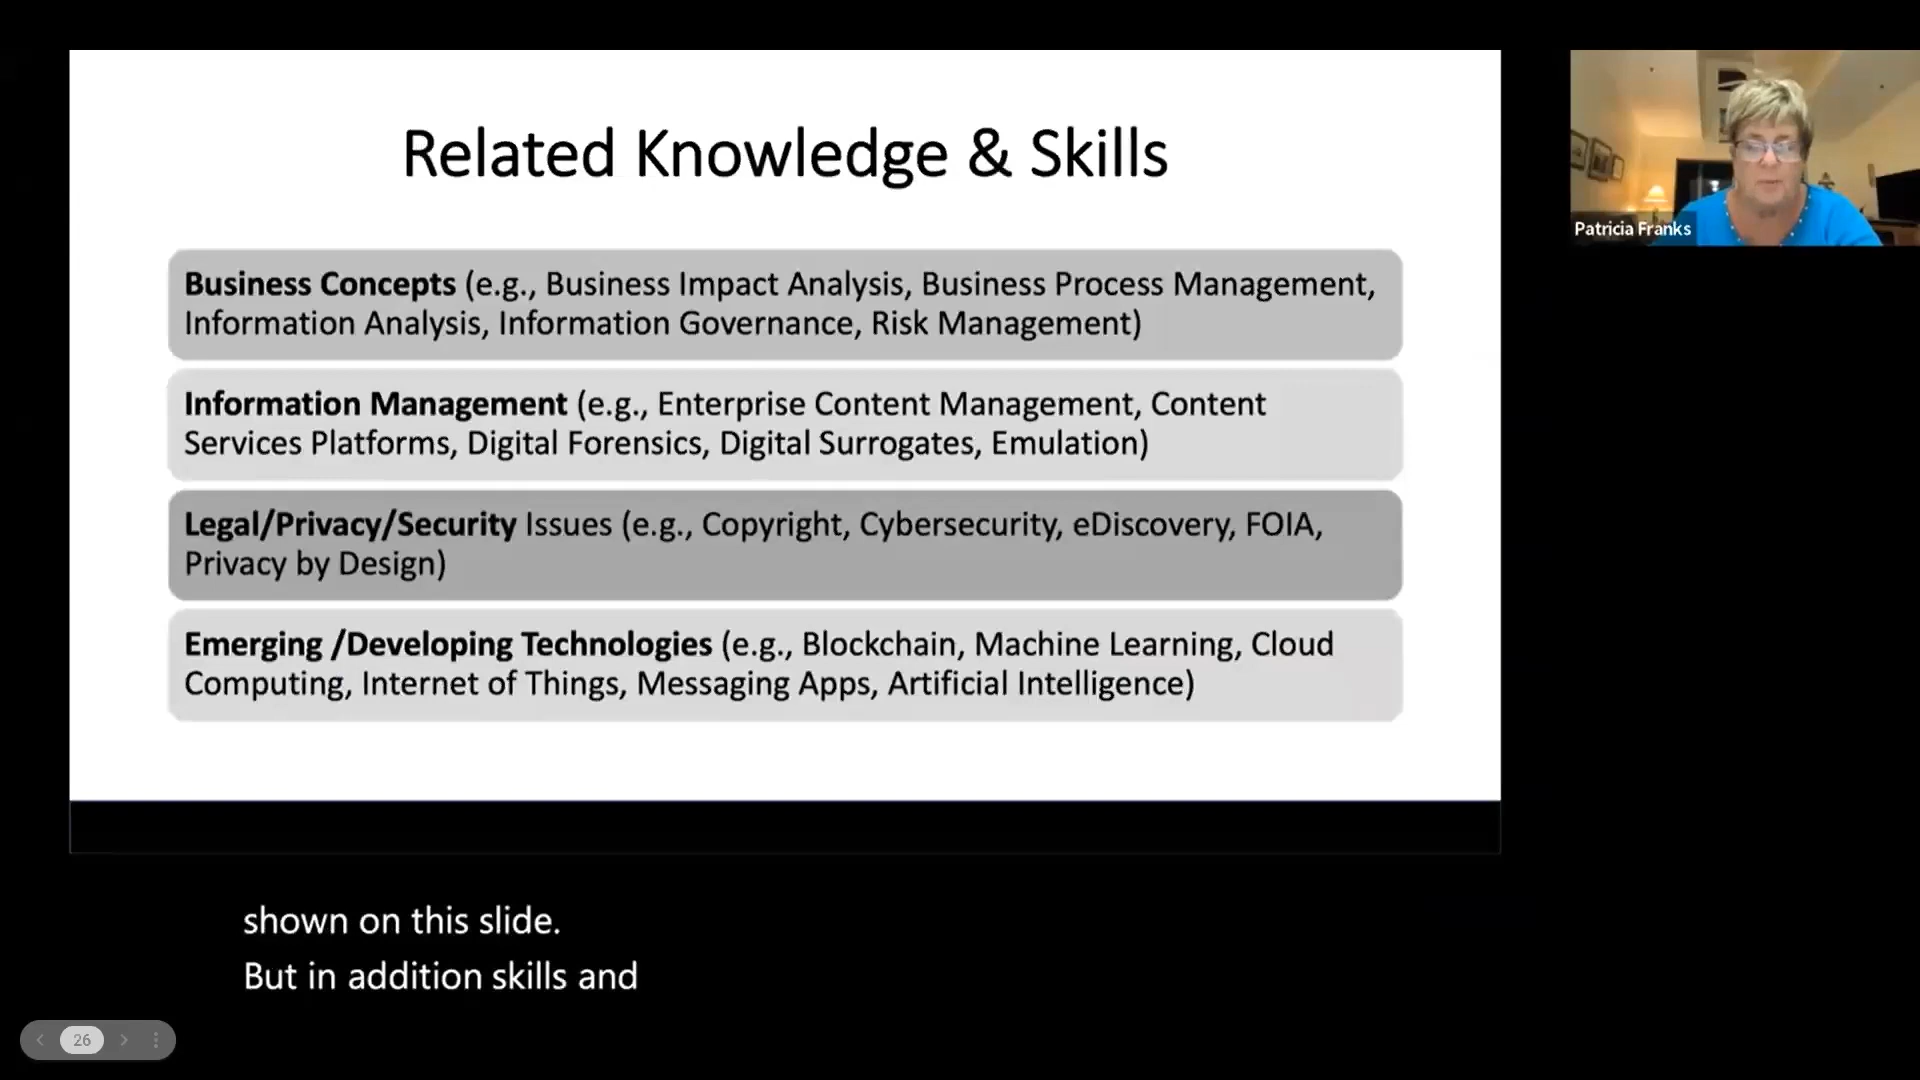 Related Knowledge & Skills
Business Concepts (e.g., Business Impact Analysis, Business Process Management,
Information Analysis, Information Governance, Risk Management)
Information Management (e.g., Enterprise Content Management, Content
Services Platforms, Digital Forensics, Digital Surrogates, Emulation)
Legal/Privacy/Security Issues (e.g., Copyright, Cybersecurity, eDiscovery, FOIA,
Privacy by Design)
Emerging /Developing Technologies (e.g., Blockchain, Machine Learning, Cloud
Computing, Internet of Things, Messaging Apps, Artificial Intelligence)
Patricia Franks
shown on this slide.
But in addition skills and
26